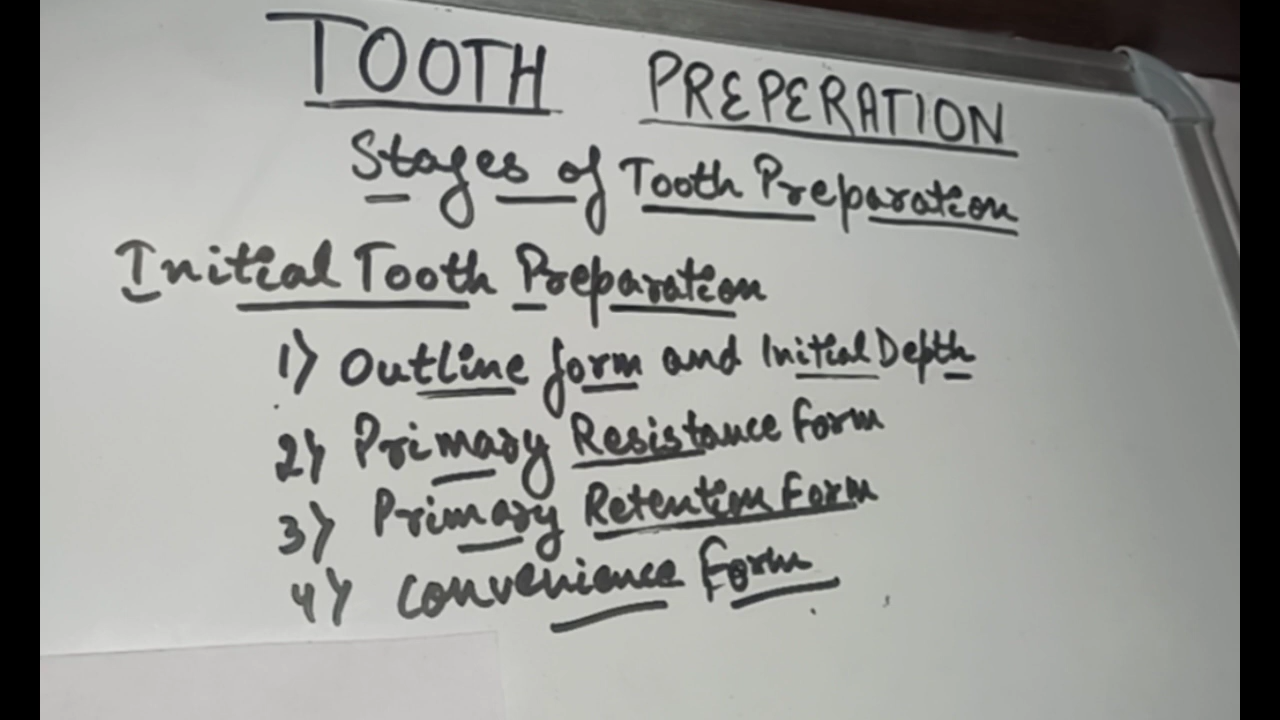 TOOTH PREPERATION
Stages of Tooth Preparation
Initial Tooth Preparation
1) Outline form and Initial Depth
2) Primary Resistance Form
3) Primary Retention Form
4) Convenience Form